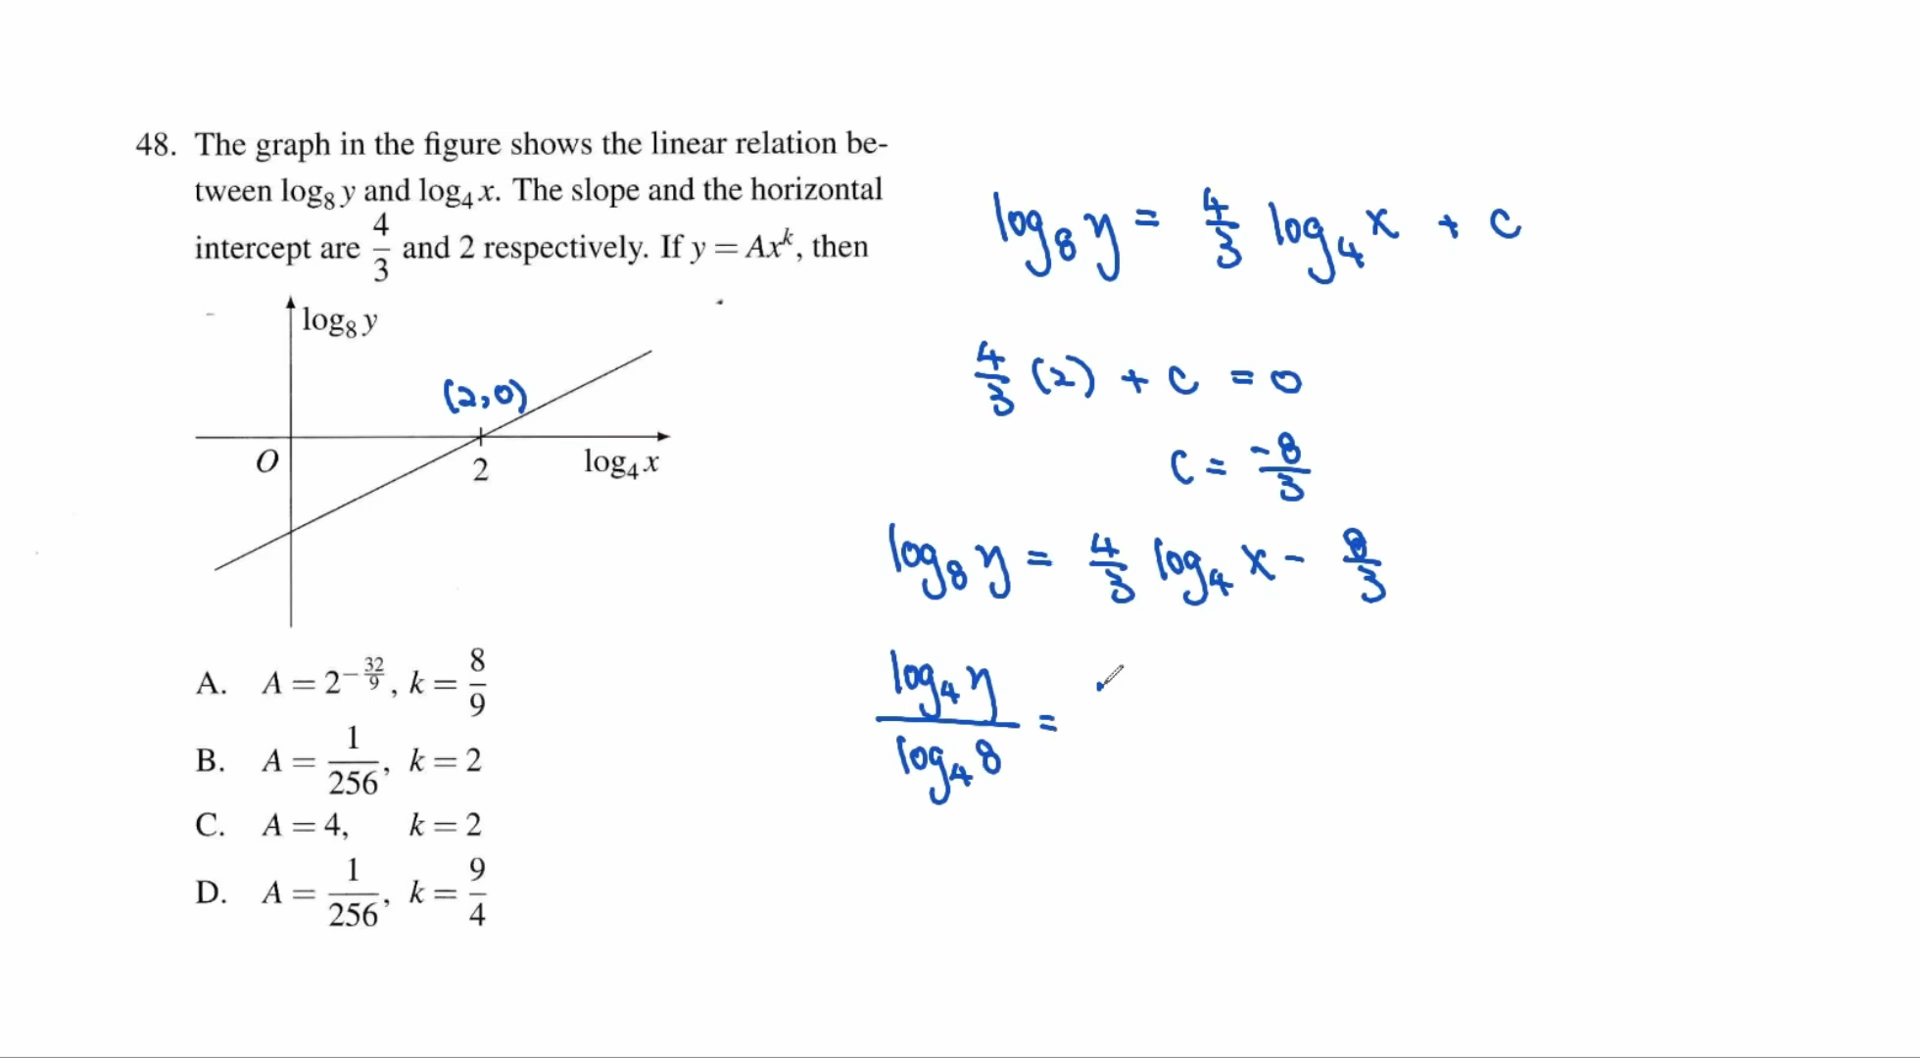 48. The graph in the figure shows the linear relation be-
tween log₈ y and log₄ x. The slope and the horizontal
intercept are 4/3 and 2 respectively. If y = Axᵏ, then
log₈ y
(2,0)
O
2
log₄ x
A. A = 2^(-32/9), k = 8/9
B. A = 1/256, k = 2
C. A = 4, k = 2
D. A = 1/256, k = 9/4
log₈ y = 4/3 log₄ x + c
4/3 (2) + c = 0
c = -8/3
log₈ y = 4/3 log₄ x - 8/3
log₄ y / log₄ 8 =